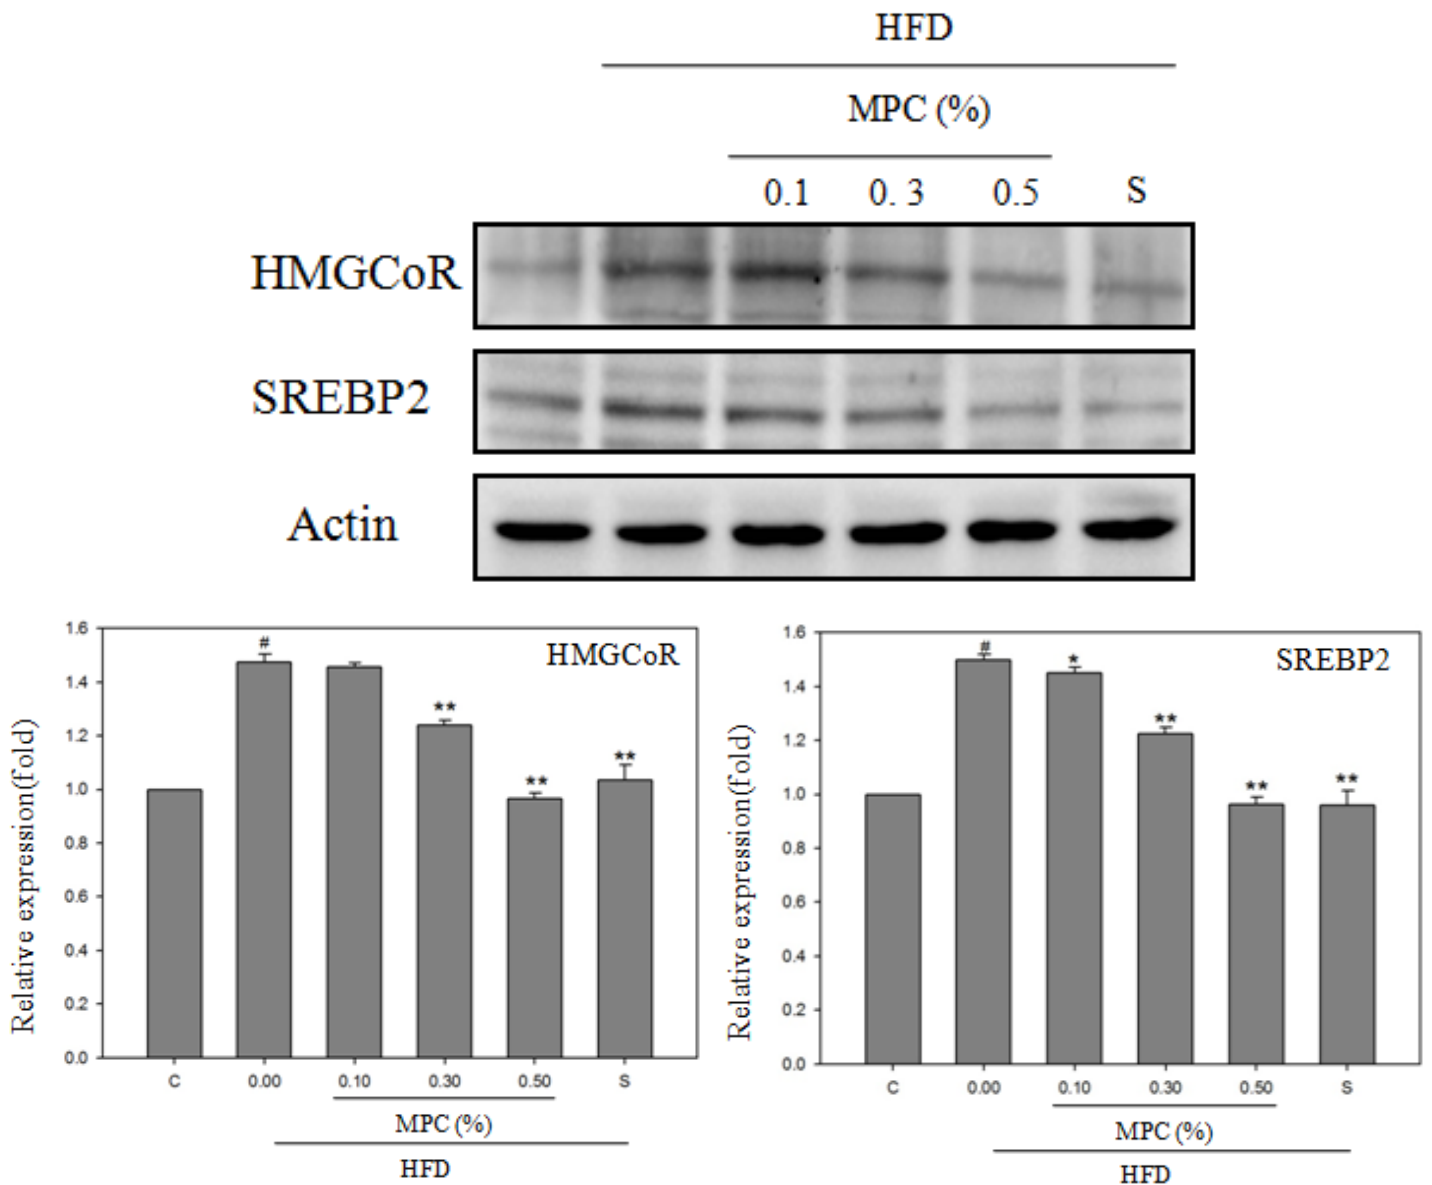 HFD
MPC (%)
0.1 0. 3 0.5 S
HMGCoR
SREBP2
Actin
HMGCoR
Relative expression(fold)
1.6
1.4
1.2
1.0
0.8
0.6
0.4
0.2
0.0
#
**
**
**
C 0.00 0.10 0.30 0.50 S
MPC (%)
HFD
SREBP2
Relative expression(fold)
1.6
1.4
1.2
1.0
0.8
0.6
0.4
0.2
0.0
#
*
**
**
**
C 0.00 0.10 0.30 0.50 S
MPC (%)
HFD